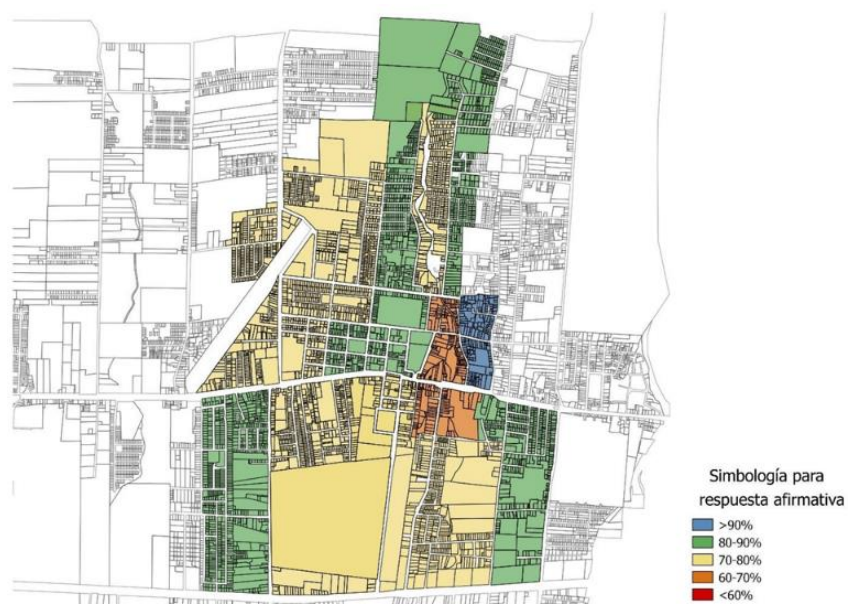 Simbología para
respuesta afirmativa
>90%
80-90%
70-80%
60-70%
<60%